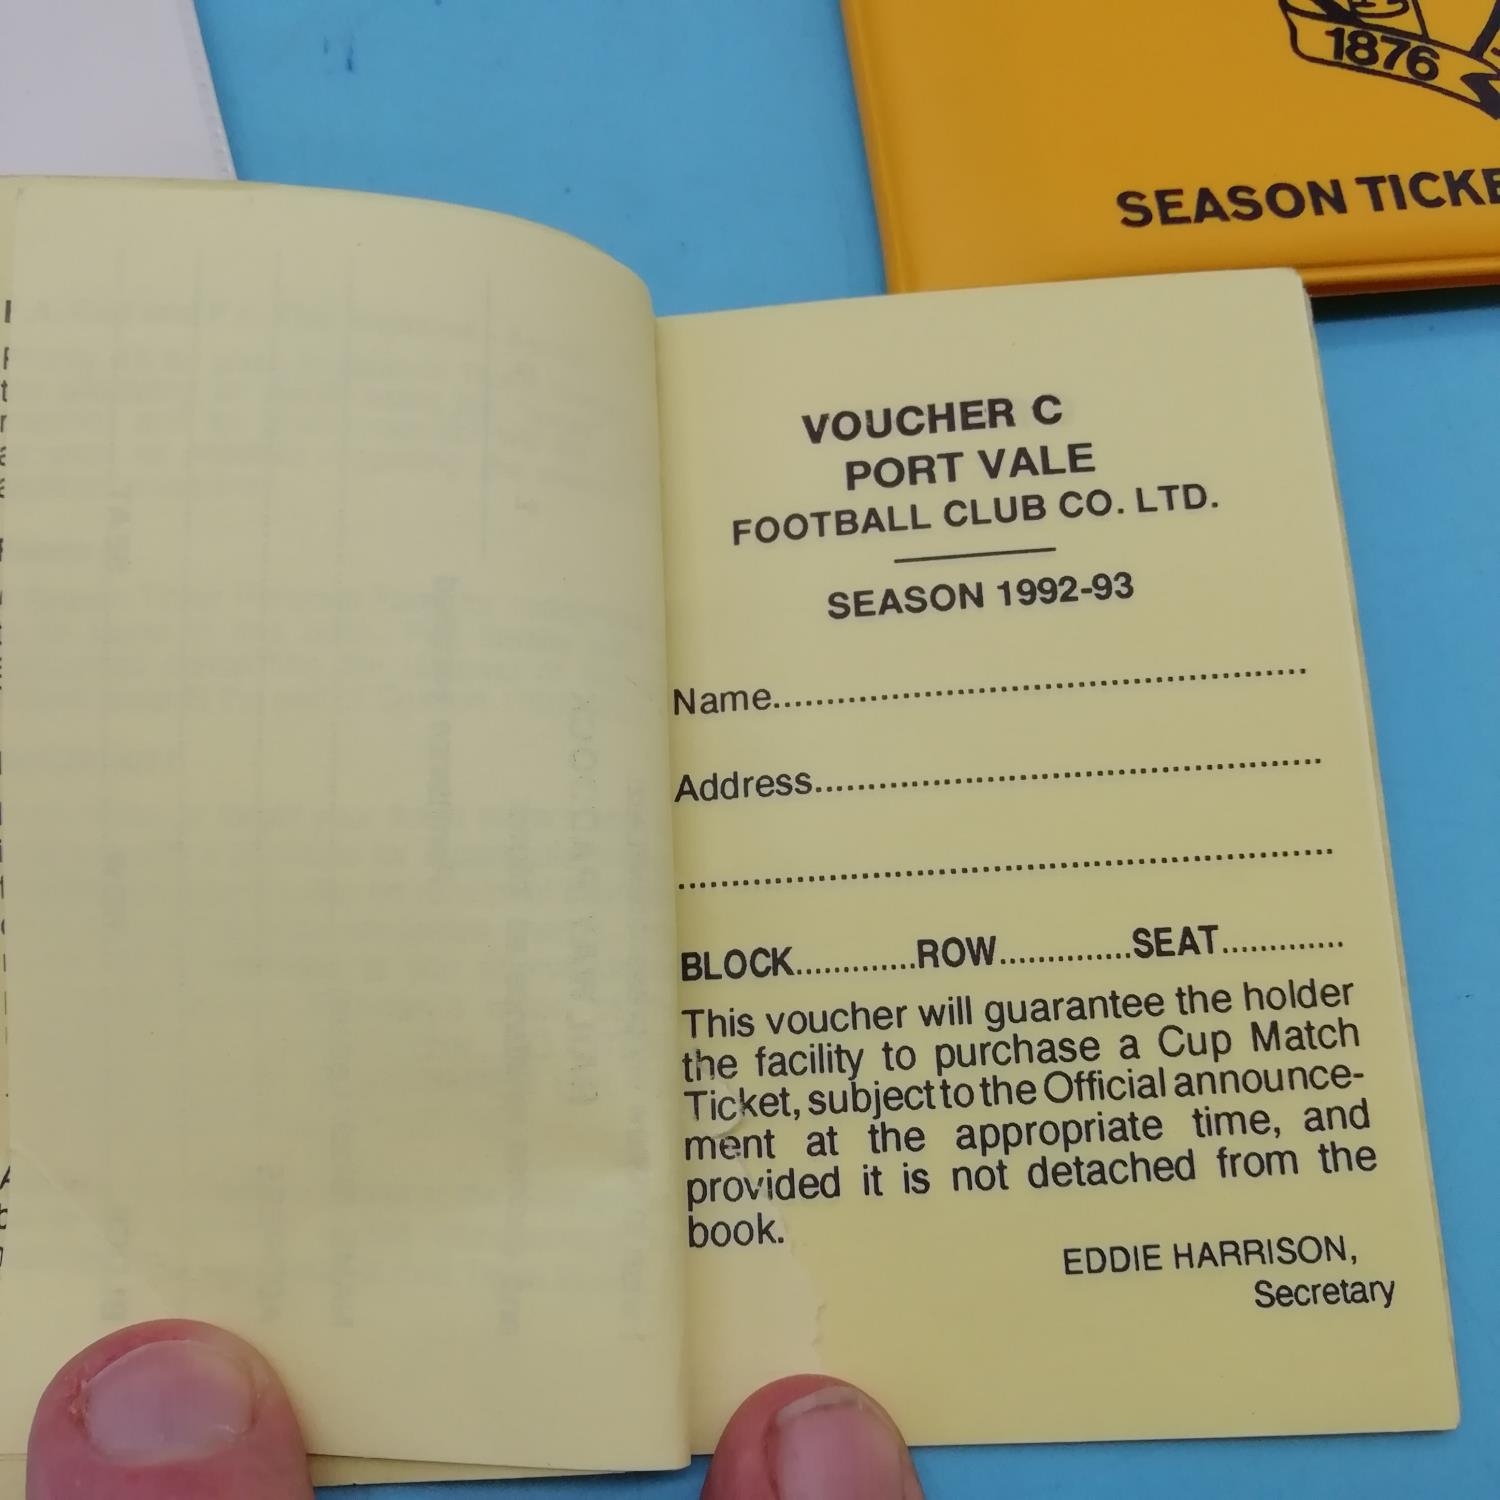 1876
SEASON TICKE
VOUCHER C
PORT VALE
FOOTBALL CLUB CO. LTD.
SEASON 1992-93
Name..................................................
Address..................................................
..................................................
BLOCK.............ROW..............SEAT.............
This voucher will guarantee the holder
the facility to purchase a Cup Match
Ticket, subject to the Official announce-
ment at the appropriate time, and
provided it is not detached from the
book.
EDDIE HARRISON,
Secretary